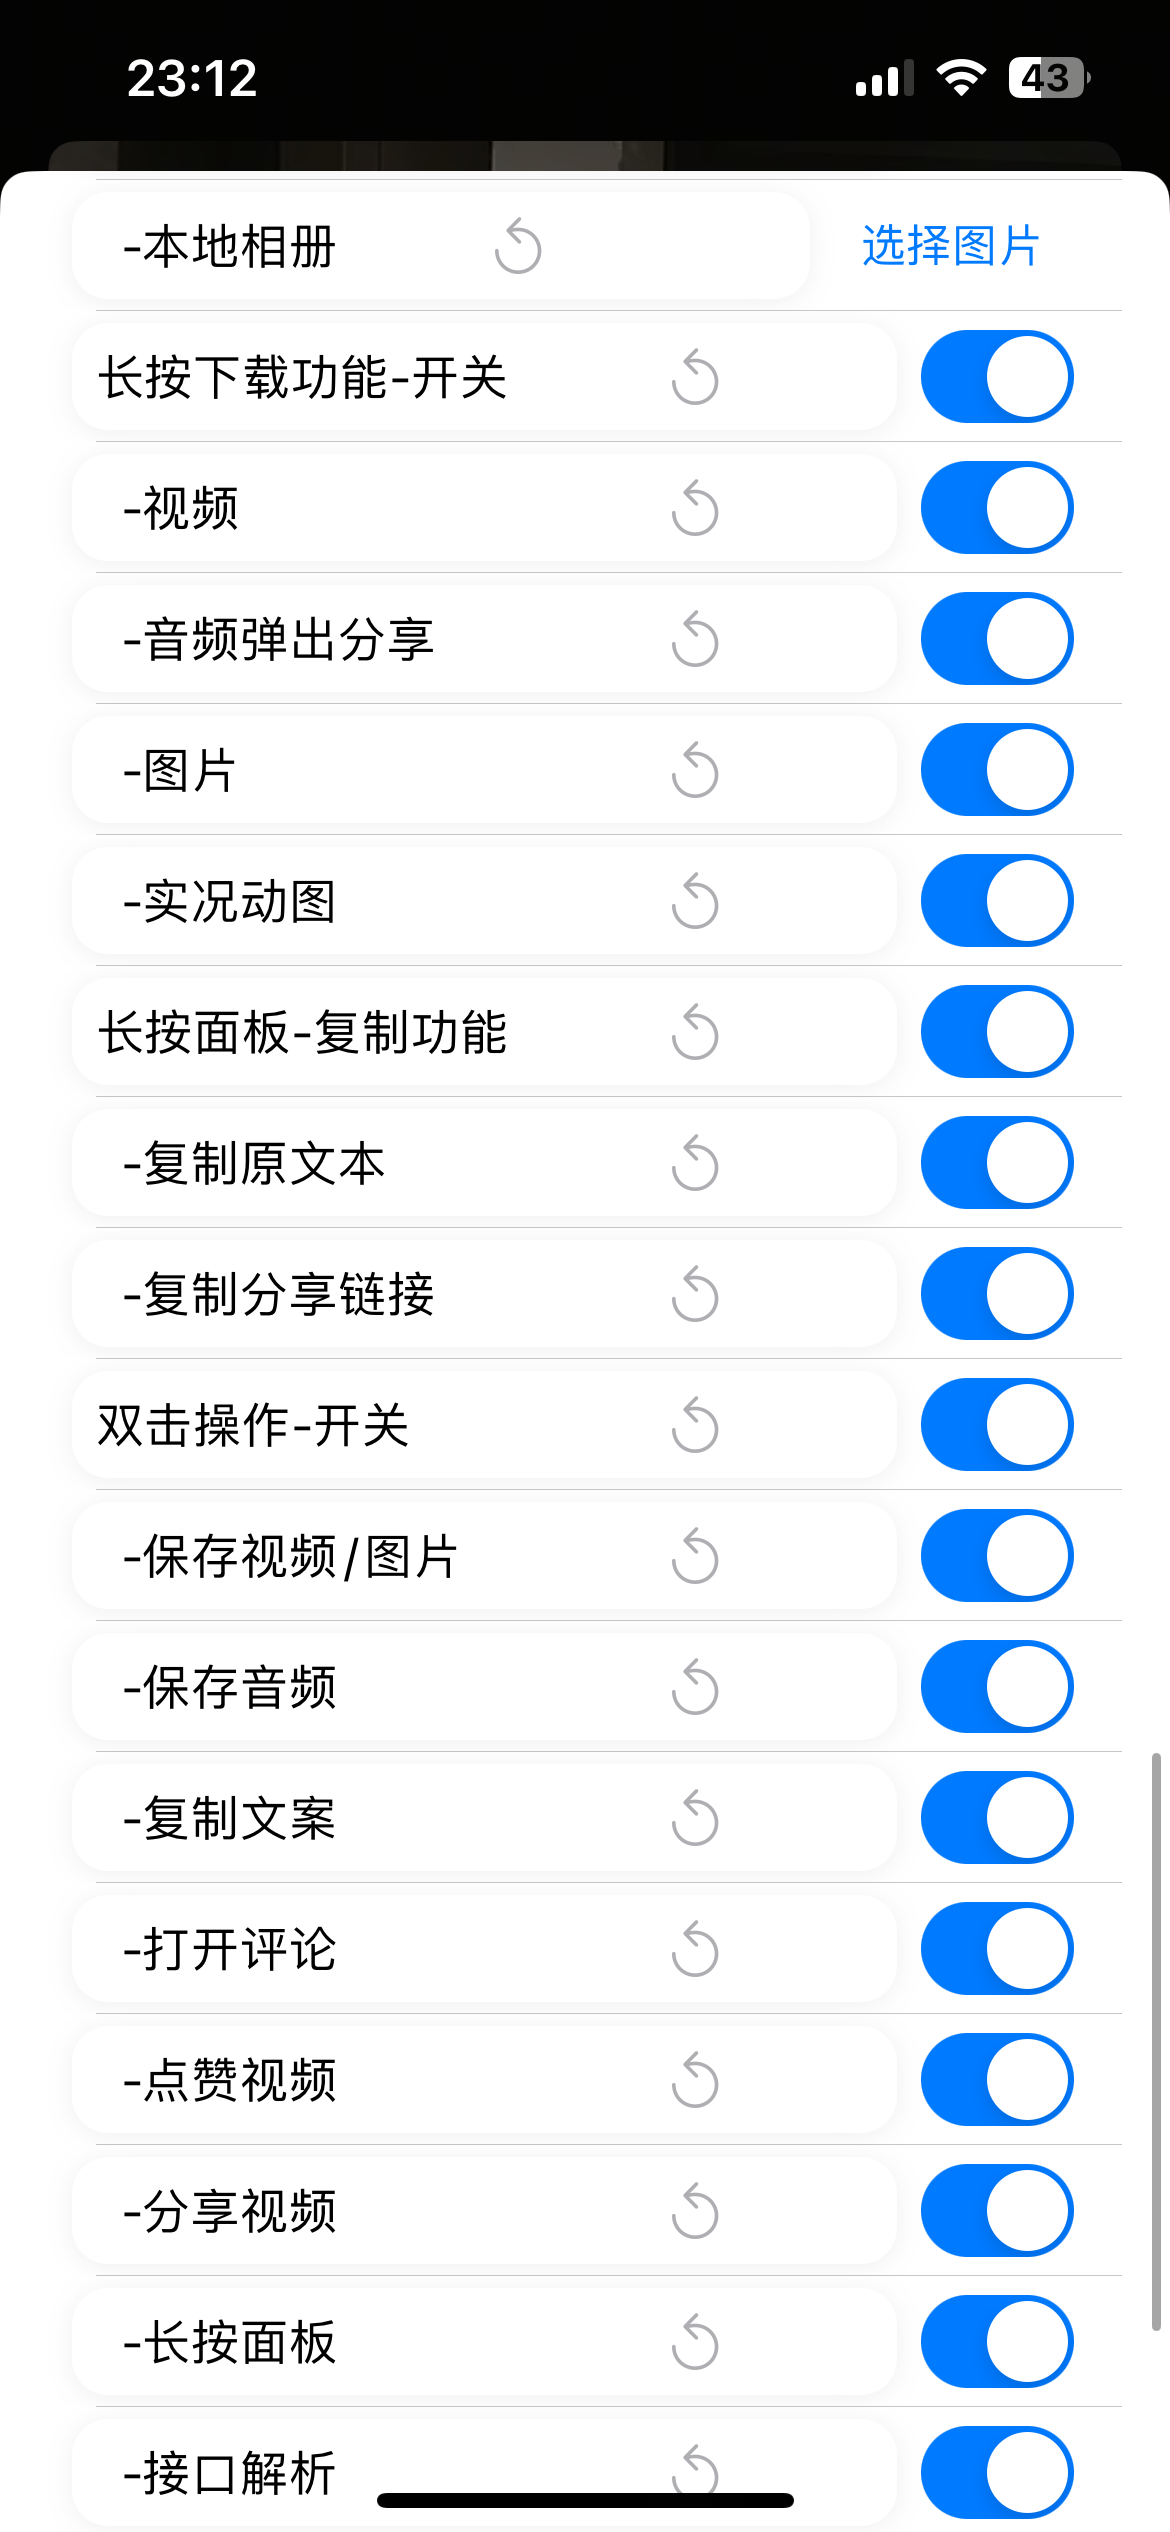 23:12
43
-本地相册
选择图片
长按下载功能-开关
-视频
-音频弹出分享
-图片
-实况动图
长按面板-复制功能
-复制原文本
-复制分享链接
双击操作-开关
-保存视频/图片
-保存音频
-复制文案
-打开评论
-点赞视频
-分享视频
-长按面板
-接口解析